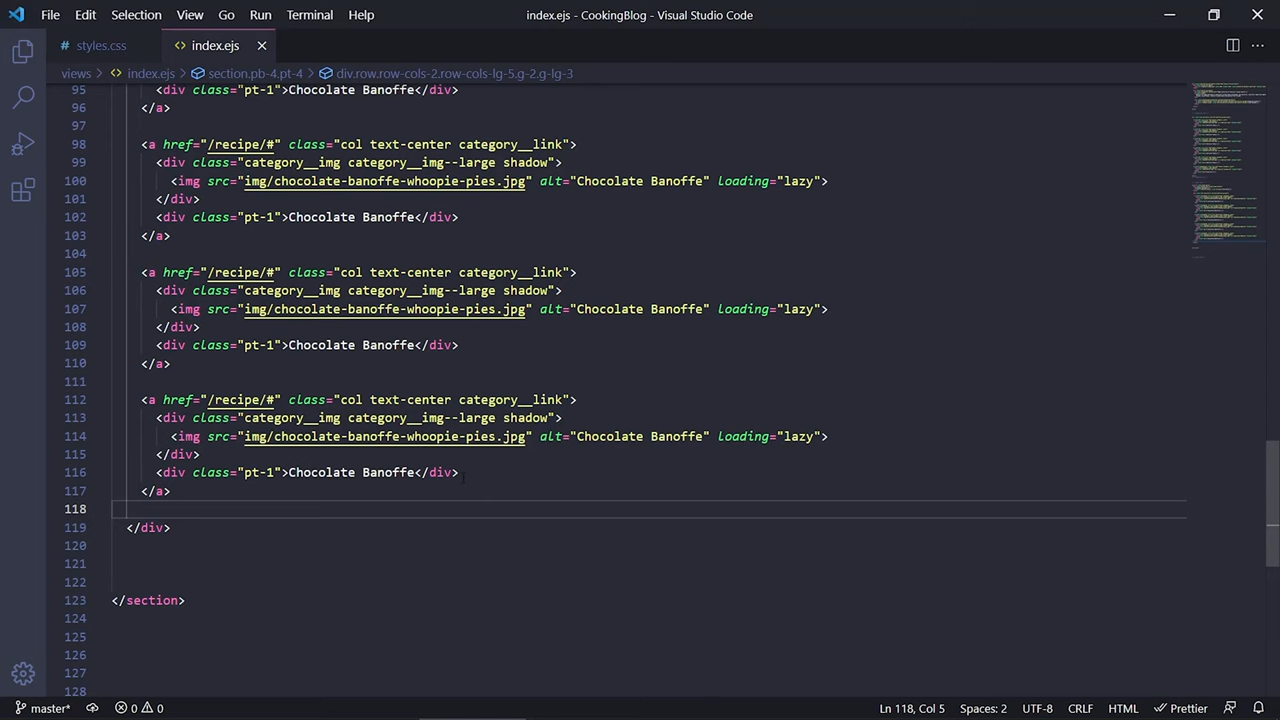 File Edit Selection View Go Run Terminal Help index.ejs - CookingBlog - Visual Studio Code
# styles.css <> index.ejs
views > <> index.ejs > section.pb-4.pt-4 > div.row.row-cols-2.row-cols-lg-5.g-2.g-lg-3
95 <div class="pt-1">Chocolate Banoffe</div>
96 </a>
97
98 <a href="/recipe/#" class="col text-center category__link">
99 <div class="category__img category__img--large shadow">
100 <img src="img/chocolate-banoffe-whoopie-pies.jpg" alt="Chocolate Banoffe" loading="lazy">
101 </div>
102 <div class="pt-1">Chocolate Banoffe</div>
103 </a>
104
105 <a href="/recipe/#" class="col text-center category__link">
106 <div class="category__img category__img--large shadow">
107 <img src="img/chocolate-banoffe-whoopie-pies.jpg" alt="Chocolate Banoffe" loading="lazy">
108 </div>
109 <div class="pt-1">Chocolate Banoffe</div>
110 </a>
111
112 <a href="/recipe/#" class="col text-center category__link">
113 <div class="category__img category__img--large shadow">
114 <img src="img/chocolate-banoffe-whoopie-pies.jpg" alt="Chocolate Banoffe" loading="lazy">
115 </div>
116 <div class="pt-1">Chocolate Banoffe</div>
117 </a>
118
119 </div>
120
121
122
123 </section>
124
125
126
127
128
master* 0 0 Ln 118, Col 5 Spaces: 2 UTF-8 CRLF HTML Prettier